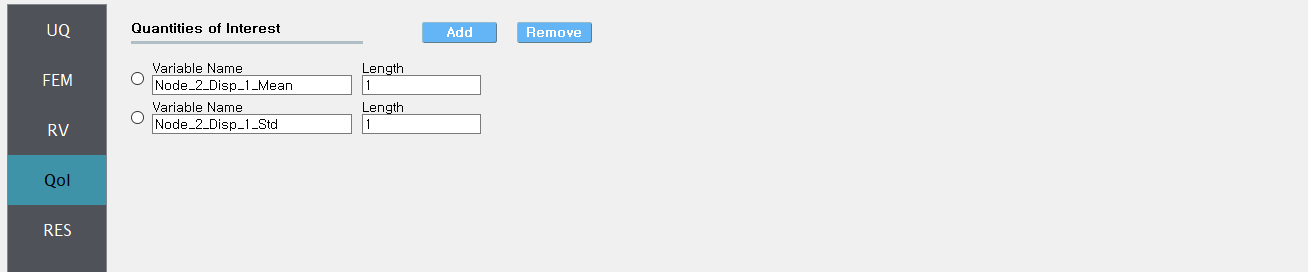 UQ
FEM
RV
QoI
RES
Quantities of Interest
Add
Remove
Variable Name
Length
Node_2_Disp_1_Mean
1
Variable Name
Length
Node_2_Disp_1_Std
1